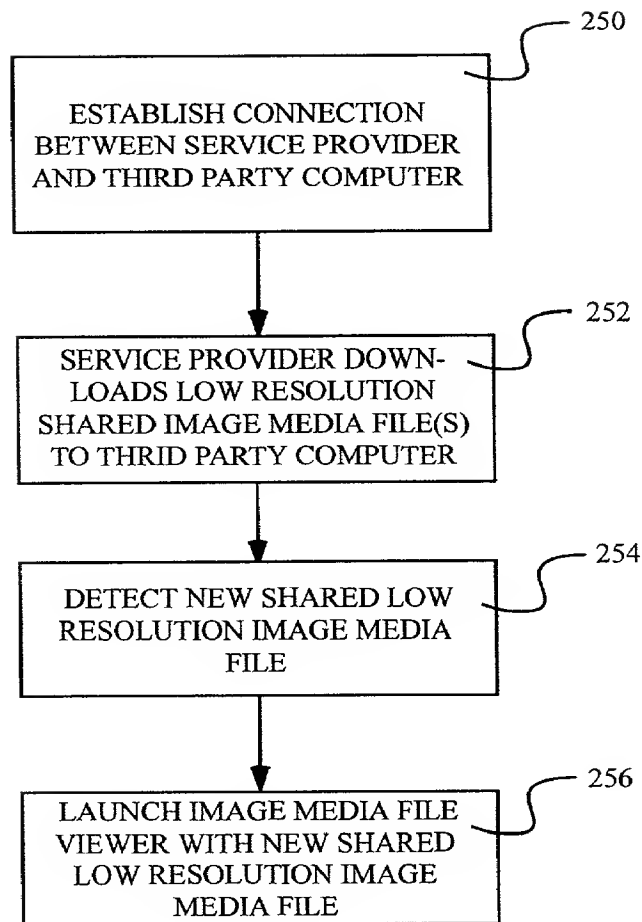 250
ESTABLISH CONNECTION
BETWEEN SERVICE PROVIDER
AND THIRD PARTY COMPUTER
252
SERVICE PROVIDER DOWN-
LOADS LOW RESOLUTION
SHARED IMAGE MEDIA FILE(S)
TO THRID PARTY COMPUTER
254
DETECT NEW SHARED LOW
RESOLUTION IMAGE MEDIA
FILE
256
LAUNCH IMAGE MEDIA FILE
VIEWER WITH NEW SHARED
LOW RESOLUTION IMAGE
MEDIA FILE